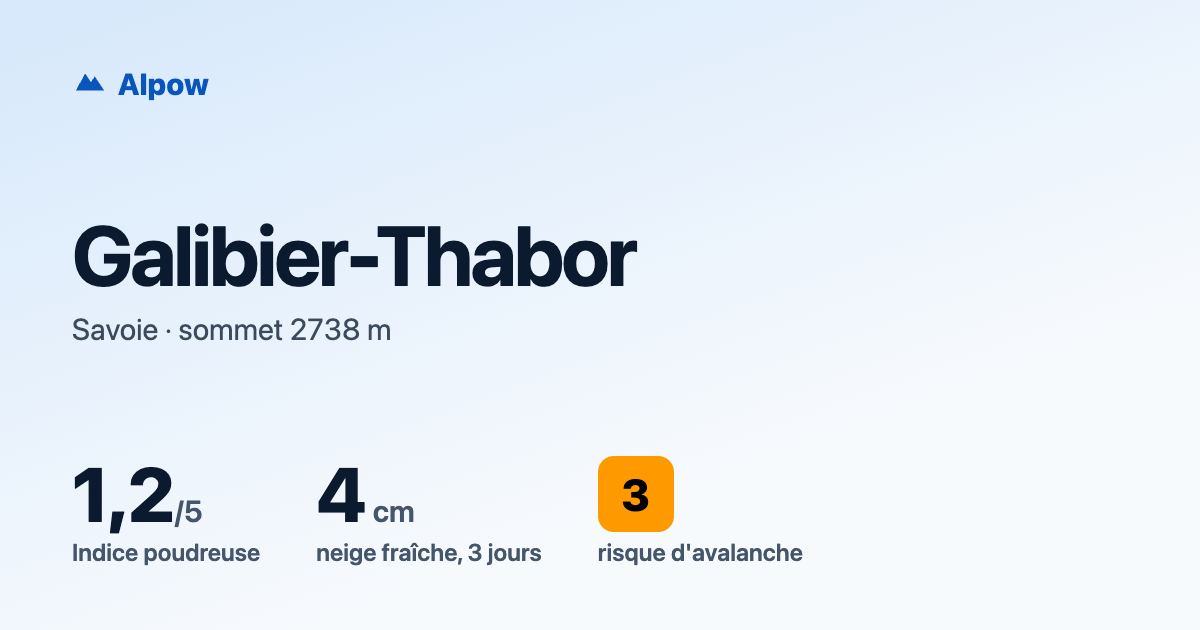 Alpow
Galibier-Thabor
Savoie · sommet 2738 m
1,2/5
Indice poudreuse
4 cm
neige fraîche, 3 jours
3
risque d'avalanche